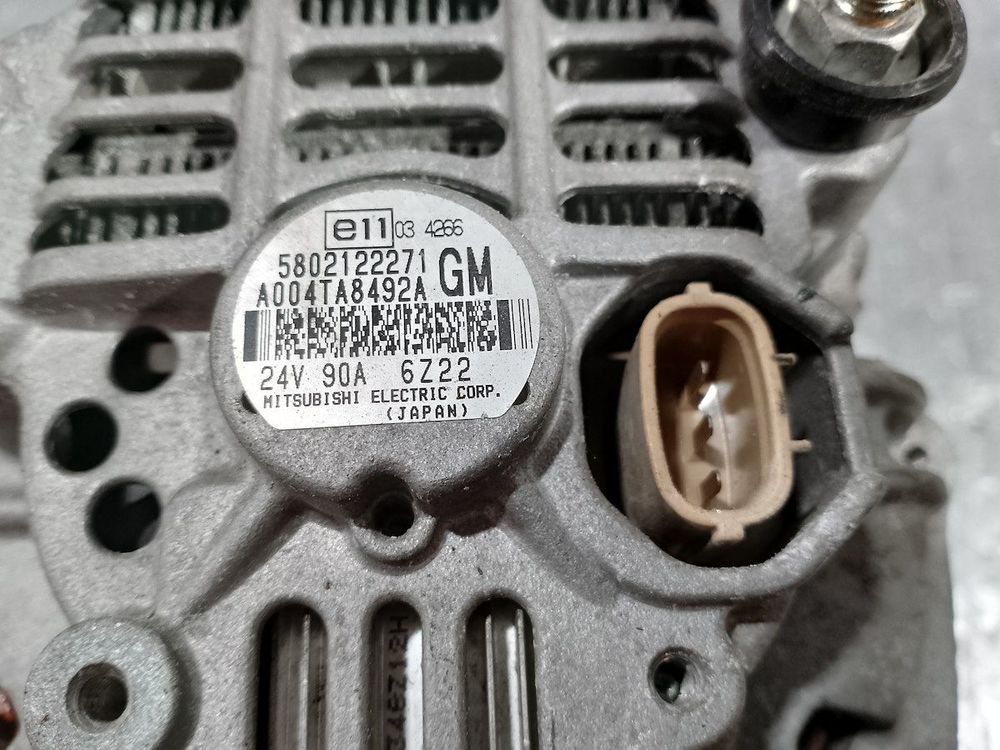 e11 03 4266
5802122271
A004TA8492A GM
24V 90A 6Z22
MITSUBISHI ELECTRIC CORP.
(JAPAN)